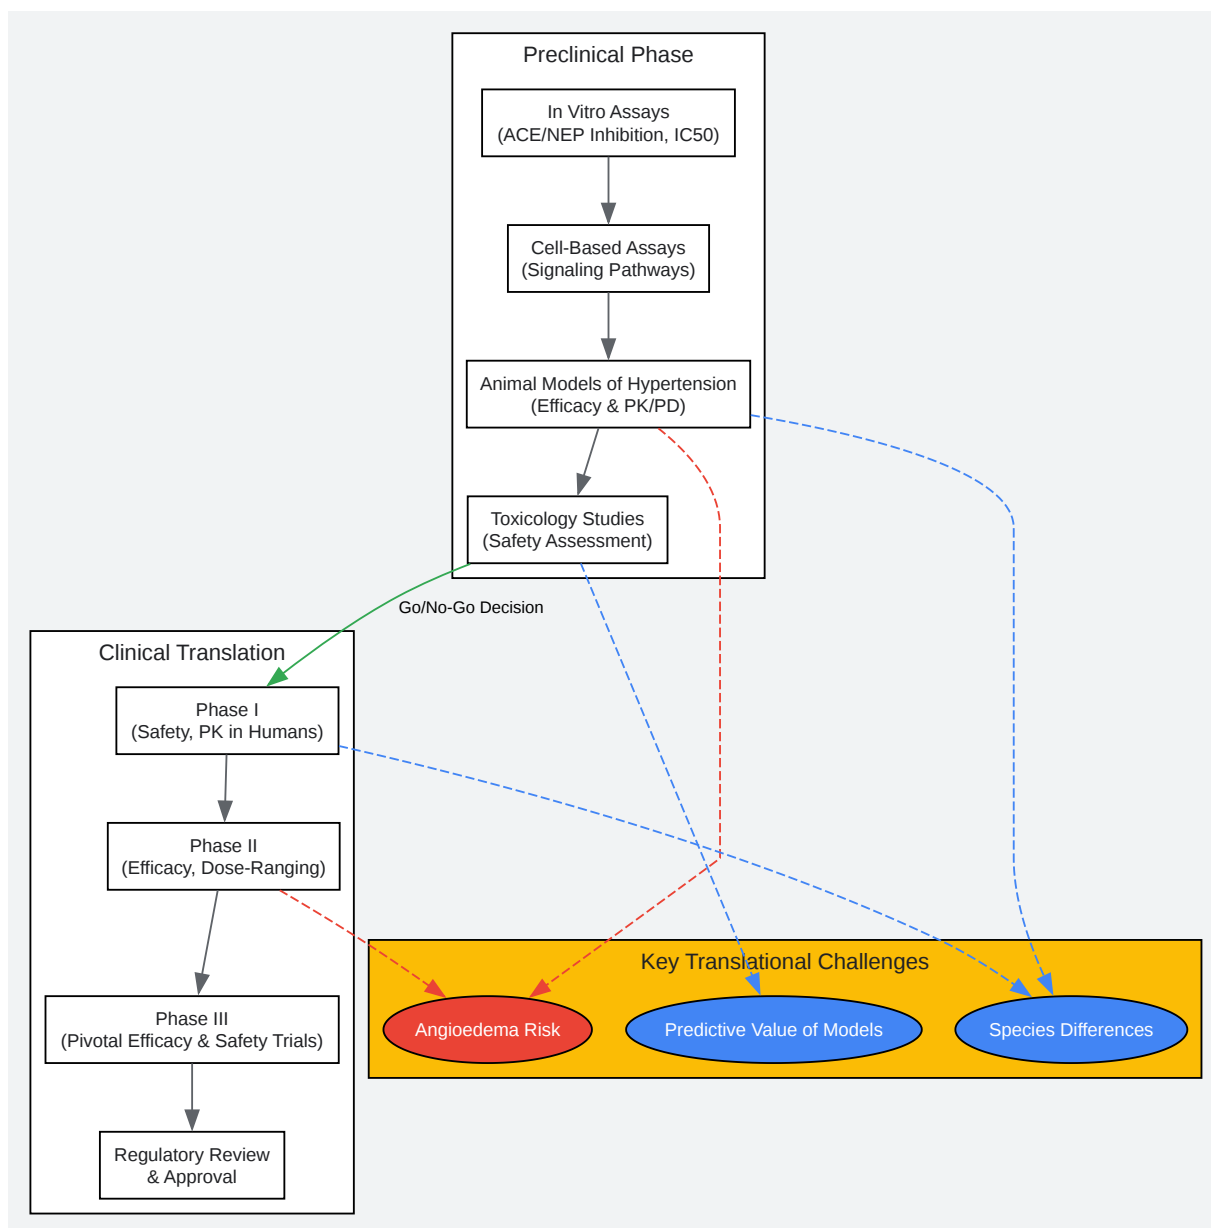 Preclinical Phase
In Vitro Assays
(ACE/NEP Inhibition, IC50)
Cell-Based Assays
(Signaling Pathways)
Animal Models of Hypertension
(Efficacy & PK/PD)
Toxicology Studies
(Safety Assessment)
Go/No-Go Decision
Clinical Translation
Phase I
(Safety, PK in Humans)
Phase II
(Efficacy, Dose-Ranging)
Phase III
(Pivotal Efficacy & Safety Trials)
Regulatory Review
& Approval
Key Translational Challenges
Angioedema Risk
Predictive Value of Models
Species Differences